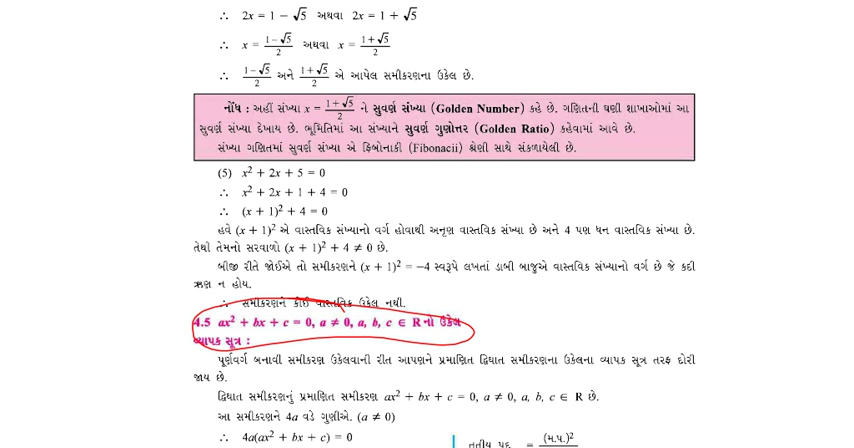 ∴ 2x = 1 − √5 અથવા 2x = 1 + √5
∴ x = (1 − √5)/2 અથવા x = (1 + √5)/2
∴ (1 − √5)/2 અને (1 + √5)/2 એ આપેલ સમીકરણના ઉકેલ છે.
નોંધ : અહીં સંખ્યા x = (1 + √5)/2 ને સુવર્ણ સંખ્યા (Golden Number) કહે છે. ગણિતની ઘણી શાખાઓમાં આ
સુવર્ણ સંખ્યા દેખાય છે. ભૂમિતિમાં આ સંખ્યાને સુવર્ણ ગુણોત્તર (Golden Ratio) કહેવામાં આવે છે.
સંખ્યા ગણિતમાં સુવર્ણ સંખ્યા એ ફિબોનાકી (Fibonacii) શ્રેણી સાથે સંકળાયેલી છે.
(5) x² + 2x + 5 = 0
∴ x² + 2x + 1 + 4 = 0
∴ (x + 1)² + 4 = 0
હવે (x + 1)² એ વાસ્તવિક સંખ્યાનો વર્ગ હોવાથી અનૃણ વાસ્તવિક સંખ્યા છે અને 4 પણ ધન વાસ્તવિક સંખ્યા છે.
તેથી તેમનો સરવાળો (x + 1)² + 4 ≠ 0 છે.
બીજી રીતે જોઈએ તો સમીકરણને (x + 1)² = −4 સ્વરૂપે લખતાં ડાબી બાજુએ વાસ્તવિક સંખ્યાનો વર્ગ છે જે કદી
ઋણ ન હોય.
∴ સમીકરણને કોઈ વાસ્તવિક ઉકેલ નથી.
4.5 ax² + bx + c = 0, a ≠ 0, a, b, c ∈ R નો ઉકેલ
વ્યાપક સૂત્ર :
પૂર્ણવર્ગ બનાવી સમીકરણ ઉકેલવાની રીત આપણને પ્રમાણિત દ્વિઘાત સમીકરણના ઉકેલના વ્યાપક સૂત્ર તરફ દોરી
જાય છે.
દ્વિઘાત સમીકરણનું પ્રમાણિત સમીકરણ ax² + bx + c = 0, a ≠ 0, a, b, c ∈ R છે.
આ સમીકરણને 4a વડે ગુણીએ. (a ≠ 0)
∴ 4a(ax² + bx + c) = 0
તૃતીય પદ = (મ.પ.)²